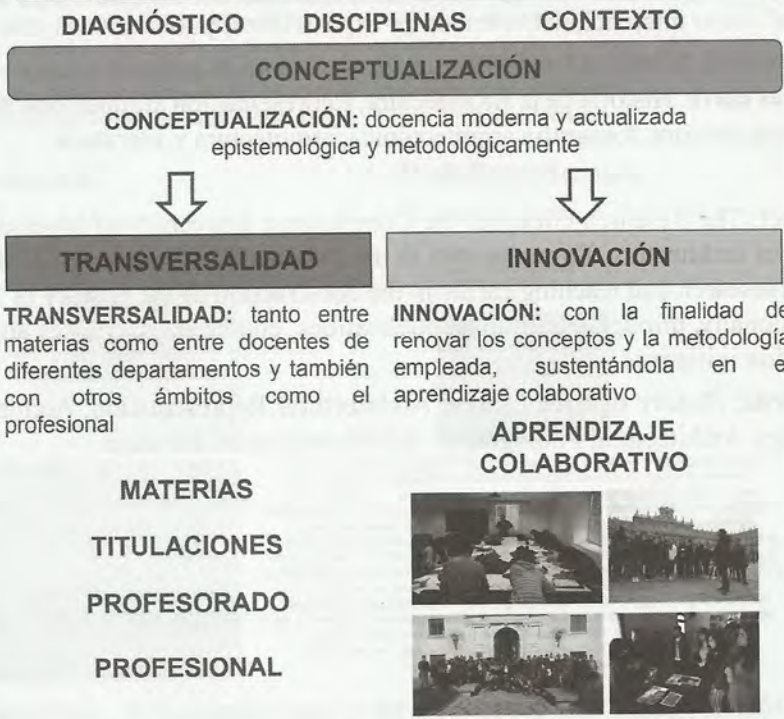 DIAGNÓSTICO DISCIPLINAS CONTEXTO
CONCEPTUALIZACIÓN
CONCEPTUALIZACIÓN: docencia moderna y actualizada
epistemológica y metodológicamente
TRANSVERSALIDAD
TRANSVERSALIDAD: tanto entre
materias como entre docentes de
diferentes departamentos y también
con otros ámbitos como el
profesional
MATERIAS
TITULACIONES
PROFESORADO
PROFESIONAL
INNOVACIÓN
INNOVACIÓN: con la finalidad de
renovar los conceptos y la metodología
empleada, sustentándola en e
aprendizaje colaborativo
APRENDIZAJE
COLABORATIVO